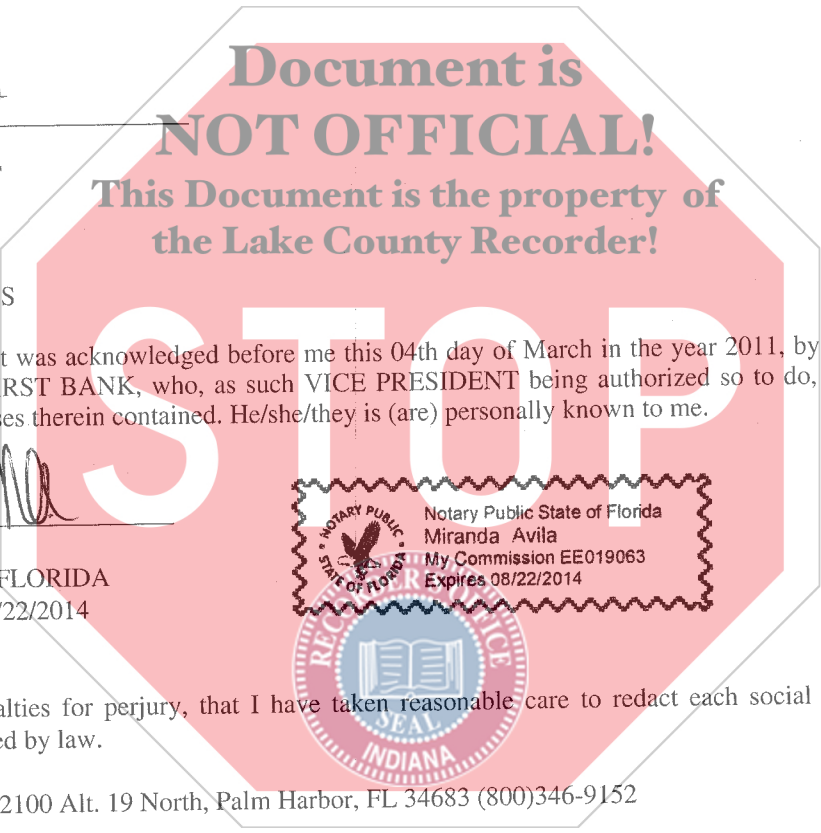 Document is
NOT OFFICIAL!
This Document is the property of
the Lake County Recorder!
S
STOP
t was acknowledged before me this 04th day of March in the year 2011, by
RST BANK, who, as such VICE PRESIDENT being authorized so to do,
ses therein contained. He/she/they is (are) personally known to me.
NOTARY PUBLIC
STATE OF FLORIDA
Notary Public State of Florida
Miranda Avila
My Commission EE019063
Expires 08/22/2014
FLORIDA
/22/2014
RECORDER'S OFFICE
SEAL
INDIANA
alties for perjury, that I have taken reasonable care to redact each social
ed by law.
2100 Alt. 19 North, Palm Harbor, FL 34683 (800)346-9152